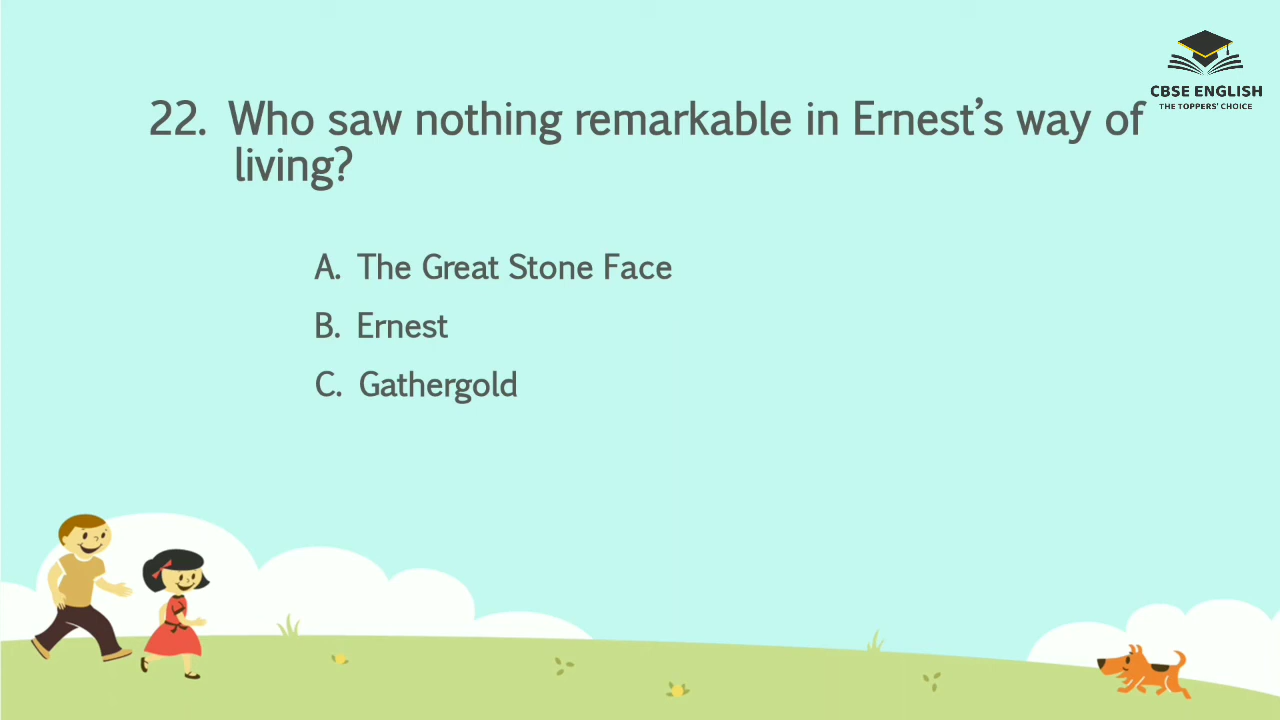 CBSE ENGLISH
THE TOPPERS' CHOICE
22. Who saw nothing remarkable in Ernest’s way of
living?
A. The Great Stone Face
B. Ernest
C. Gathergold